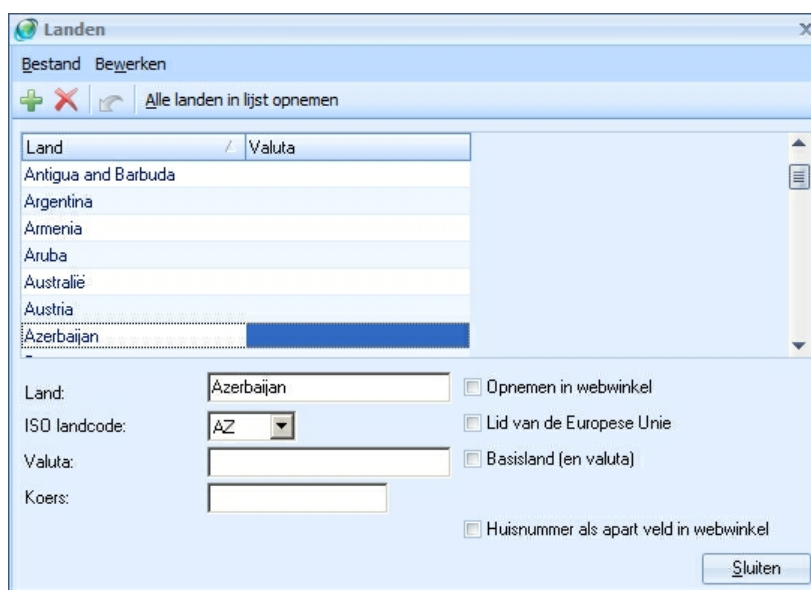 Landen
Bestand Bewerken
Alle landen in lijst opnemen
Land Valuta
Antigua and Barbuda
Argentina
Armenia
Aruba
Australië
Austria
Azerbaijan
Land: Azerbaijan Opnemen in webwinkel
ISO landcode: AZ Lid van de Europese Unie
Valuta: Basisland (en valuta)
Koers:
Huisnummer als apart veld in webwinkel
Sluiten